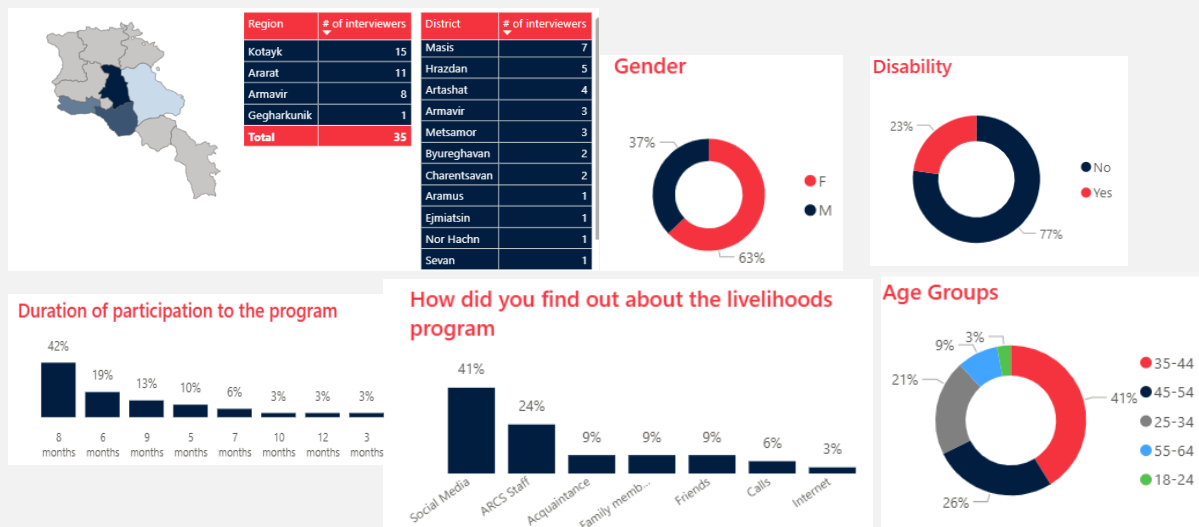 Region # of interviewers
Kotayk 15
Ararat 11
Armavir 8
Gegharkunik 1
Total 35
District # of interviewers
Masis 7
Hrazdan 5
Artashat 4
Armavir 3
Metsamor 3
Byureghavan 2
Charentsavan 2
Aramus 1
Ejmiatsin 1
Nor Hachn 1
Sevan 1
Gender
37%
63%
F
M
Disability
23%
77%
No
Yes
Duration of participation to the program
42%
19%
13%
10%
6%
3%
3%
3%
8 months
6 months
9 months
5 months
7 months
10 months
12 months
3 months
How did you find out about the livelihoods
program
41%
24%
9%
9%
9%
6%
3%
Social Media
ARCS Staff
Acquaintance
Family memb...
Friends
Calls
Internet
Age Groups
3%
9%
21%
26%
41%
35-44
45-54
25-34
55-64
18-24